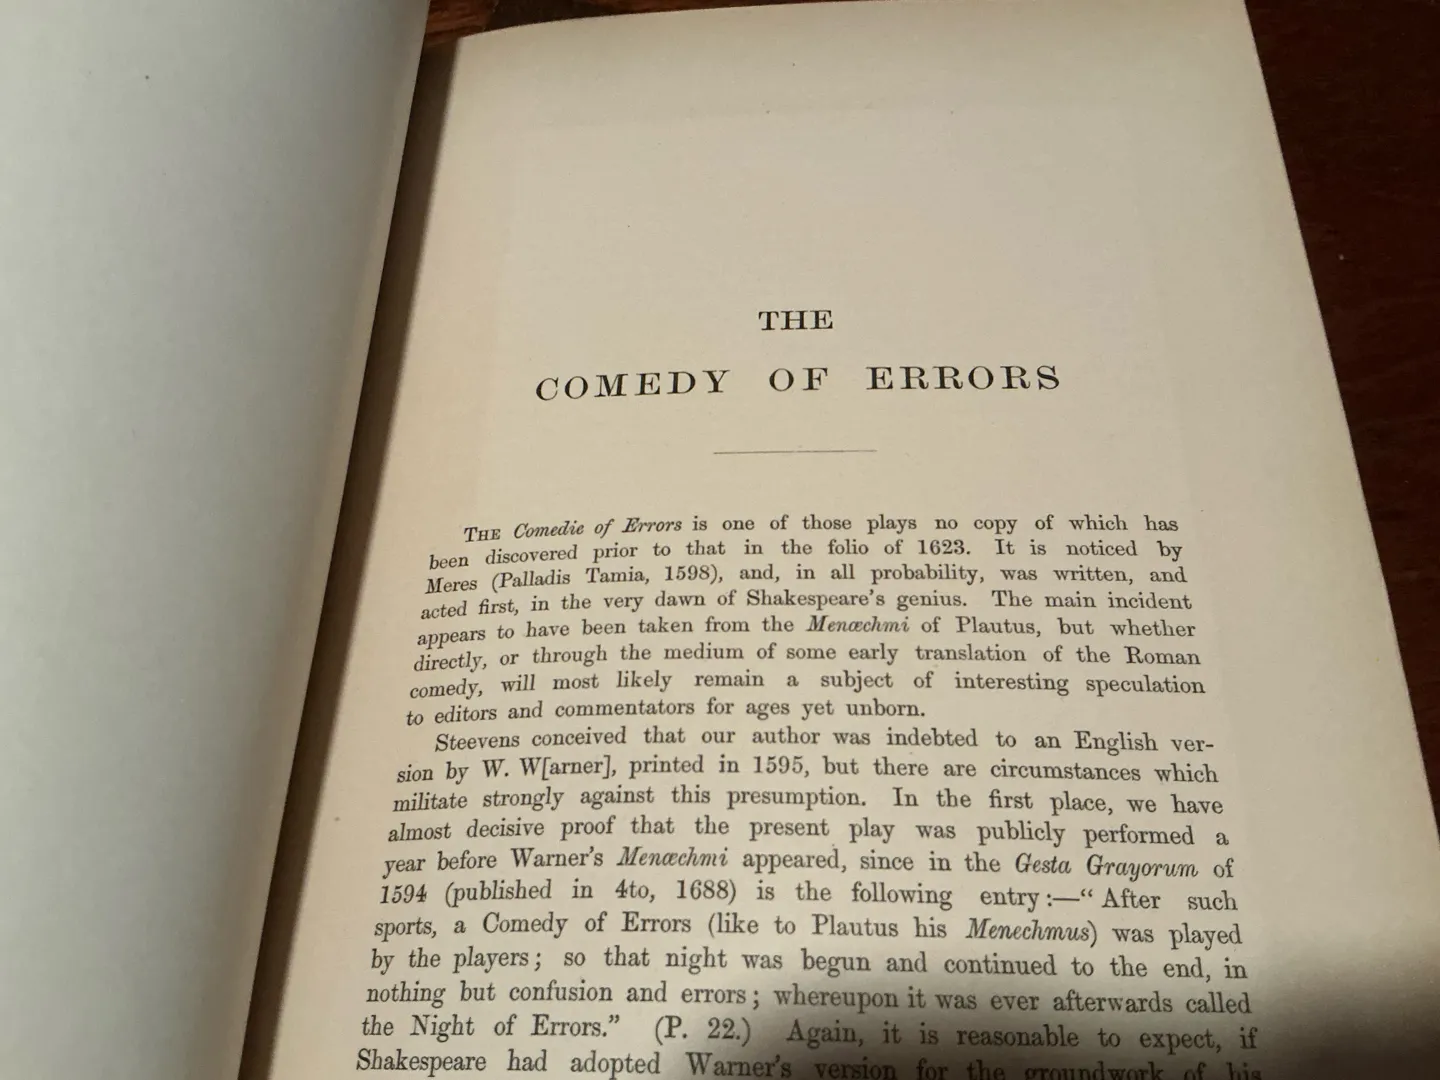 THE
COMEDY OF ERRORS
THE Comedie of Errors is one of those plays no copy of which has
been discovered prior to that in the folio of 1623. It is noticed by
Meres (Palladis Tamia, 1598), and, in all probability, was written, and
acted first, in the very dawn of Shakespeare's genius. The main incident
appears to have been taken from the Menœchmi of Plautus, but whether
directly, or through the medium of some early translation of the Roman
comedy, will most likely remain a subject of interesting speculation
to editors and commentators for ages yet unborn.
Steevens conceived that our author was indebted to an English ver-
sion by W. W[arner], printed in 1595, but there are circumstances which
militate strongly against this presumption. In the first place, we have
almost decisive proof that the present play was publicly performed a
year before Warner's Menœchmi appeared, since in the Gesta Grayorum of
1594 (published in 4to, 1688) is the following entry:—“ After such
sports, a Comedy of Errors (like to Plautus his Menechmus) was played
by the players; so that night was begun and continued to the end, in
nothing but confusion and errors; whereupon it was ever afterwards called
the Night of Errors.” (P. 22.) Again, it is reasonable to expect, if
Shakespeare had adopted Warner's version for the groundwork of his